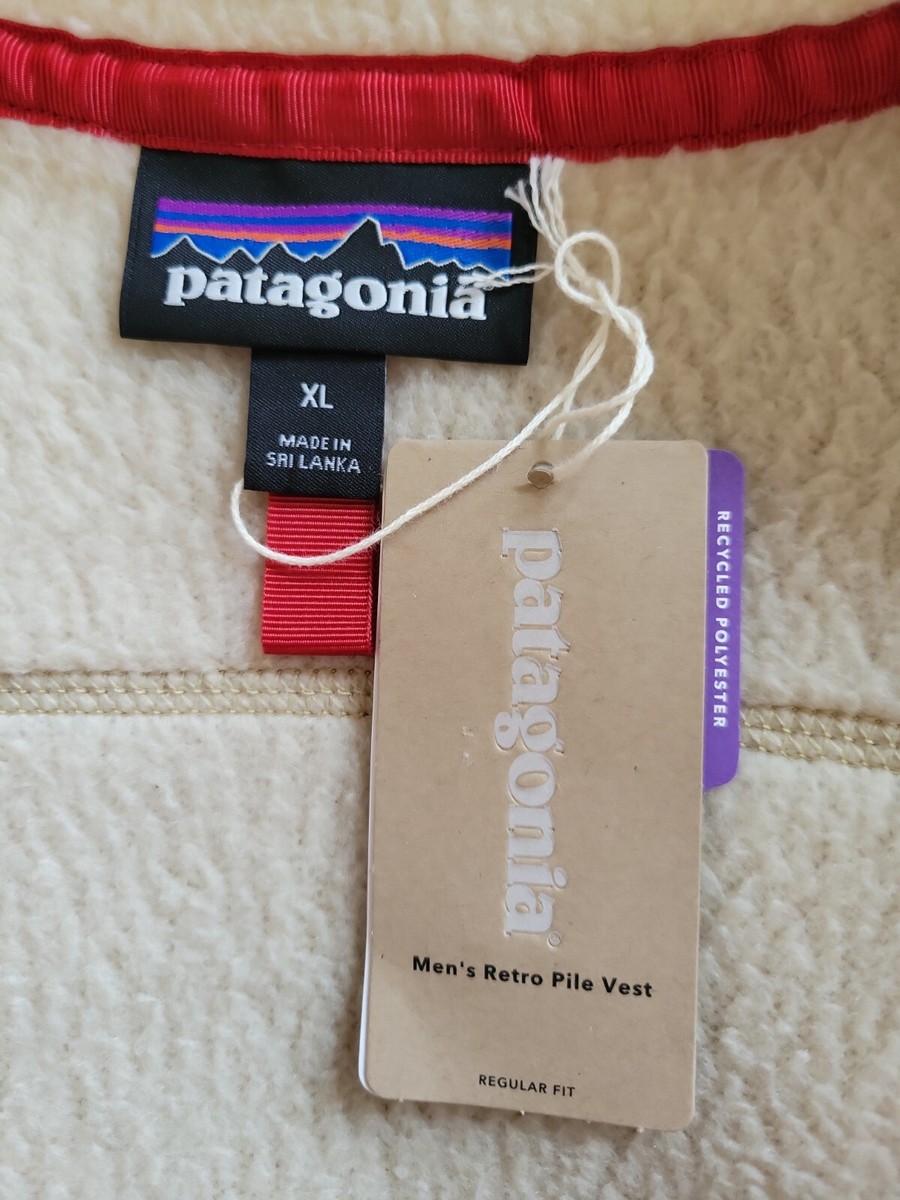 patagonia
XL
MADE IN
SRI LANKA
patagonia®
RECYCLED POLYESTER
Men's Retro Pile Vest
REGULAR FIT